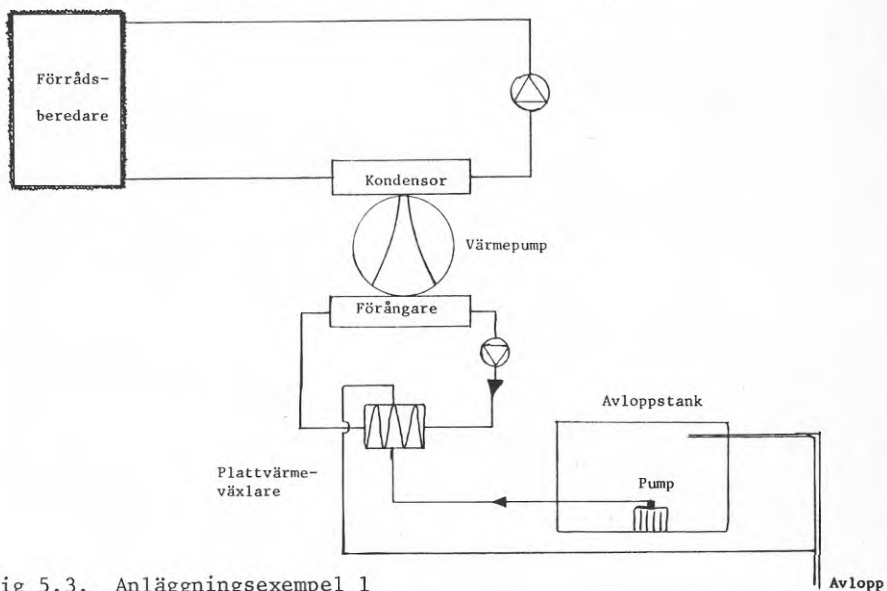 Förråds-
beredare
Kondensor
Värmepump
Förångare
Avloppstank
Pump
Plattvärme-
växlare
ig 5.3. Anläggningsexempel 1
Avlopp